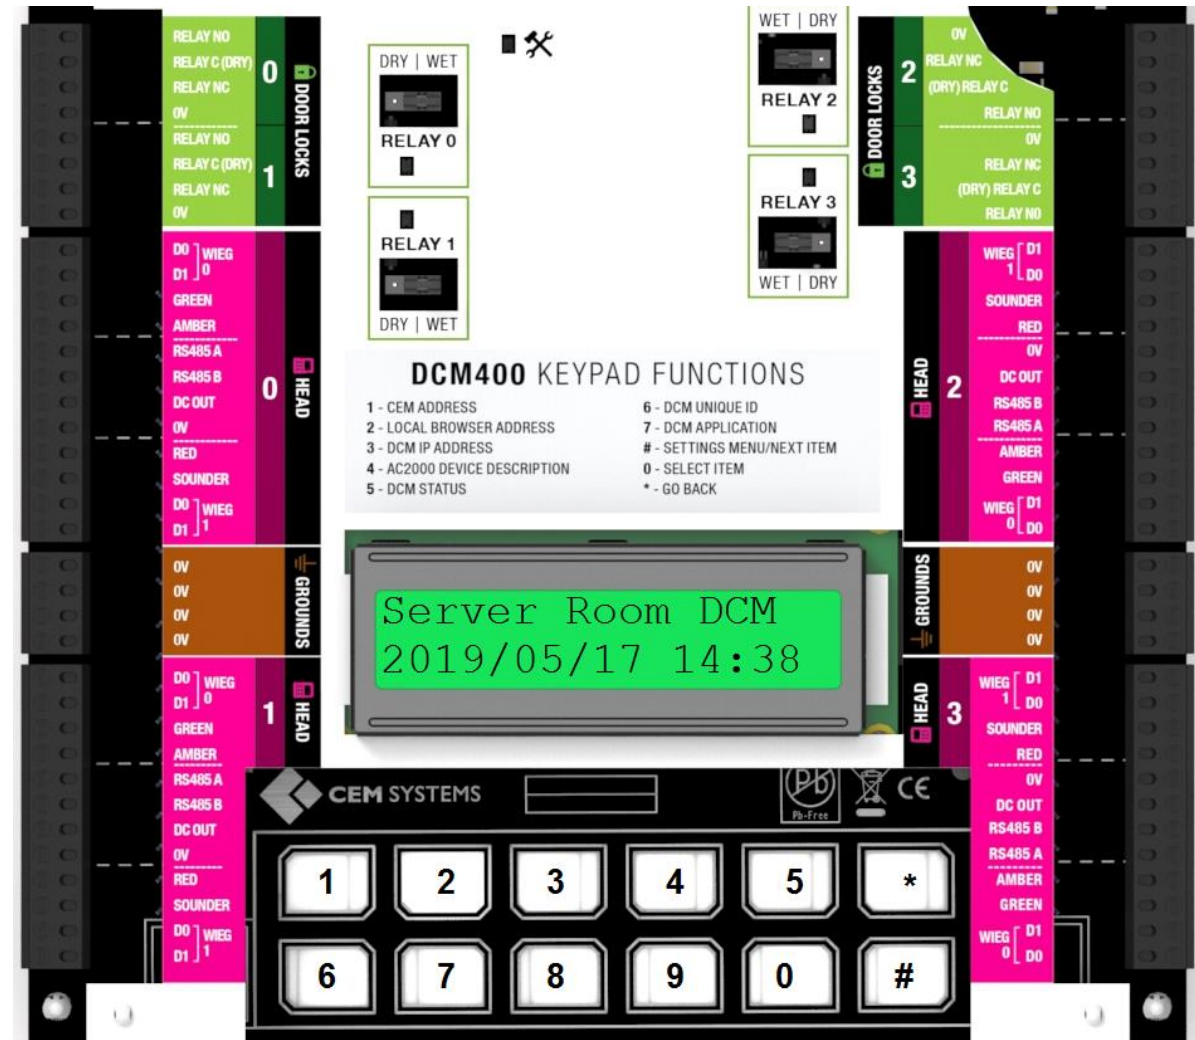 RELAY NO
RELAY C (DRY)
RELAY NC
0V
RELAY NO
RELAY C (DRY)
RELAY NC
0V
0
1
DOOR LOCKS
DRY | WET
RELAY 0
RELAY 1
DRY | WET
WET | DRY
RELAY 2
RELAY 3
WET | DRY
DOOR LOCKS
2
3
0V
RELAY NC
(DRY) RELAY C
RELAY NO
0V
RELAY NC
(DRY) RELAY C
RELAY NO
D0
D1
WIEG
0
GREEN
AMBER
RS485 A
RS485 B
DC OUT
0V
RED
SOUNDER
D0
D1
WIEG
1
0
HEAD
DCM400 KEYPAD FUNCTIONS
1 - CEM ADDRESS
2 - LOCAL BROWSER ADDRESS
3 - DCM IP ADDRESS
4 - AC2000 DEVICE DESCRIPTION
5 - DCM STATUS
6 - DCM UNIQUE ID
7 - DCM APPLICATION
# - SETTINGS MENU/NEXT ITEM
0 - SELECT ITEM
* - GO BACK
HEAD
2
WIEG
1
D1
D0
SOUNDER
RED
0V
DC OUT
RS485 B
RS485 A
AMBER
GREEN
WIEG
0
D1
D0
0V
0V
0V
0V
GROUNDS
Server Room DCM
2019/05/17 14:38
GROUNDS
0V
0V
0V
0V
D0
D1
WIEG
0
GREEN
AMBER
RS485 A
RS485 B
DC OUT
0V
RED
SOUNDER
D0
D1
WIEG
1
1
HEAD
HEAD
3
WIEG
1
D1
D0
SOUNDER
RED
0V
DC OUT
RS485 B
RS485 A
AMBER
GREEN
WIEG
0
D1
D0
CEM SYSTEMS
Pb
Pb-Free
CE
1 2 3 4 5 *
6 7 8 9 0 #